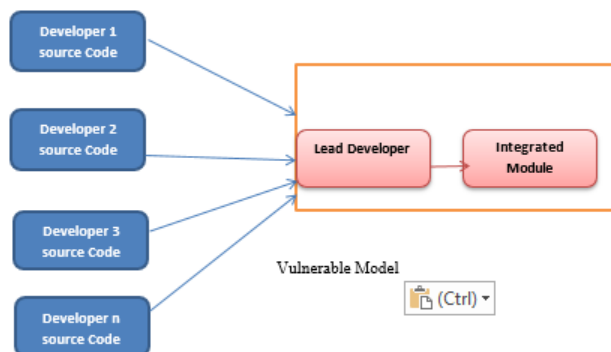 Developer 1
source Code
Developer 2
source Code
Lead Developer
Integrated
Module
Developer 3
source Code
Vulnerable Model
(Ctrl)
Developer n
source Code